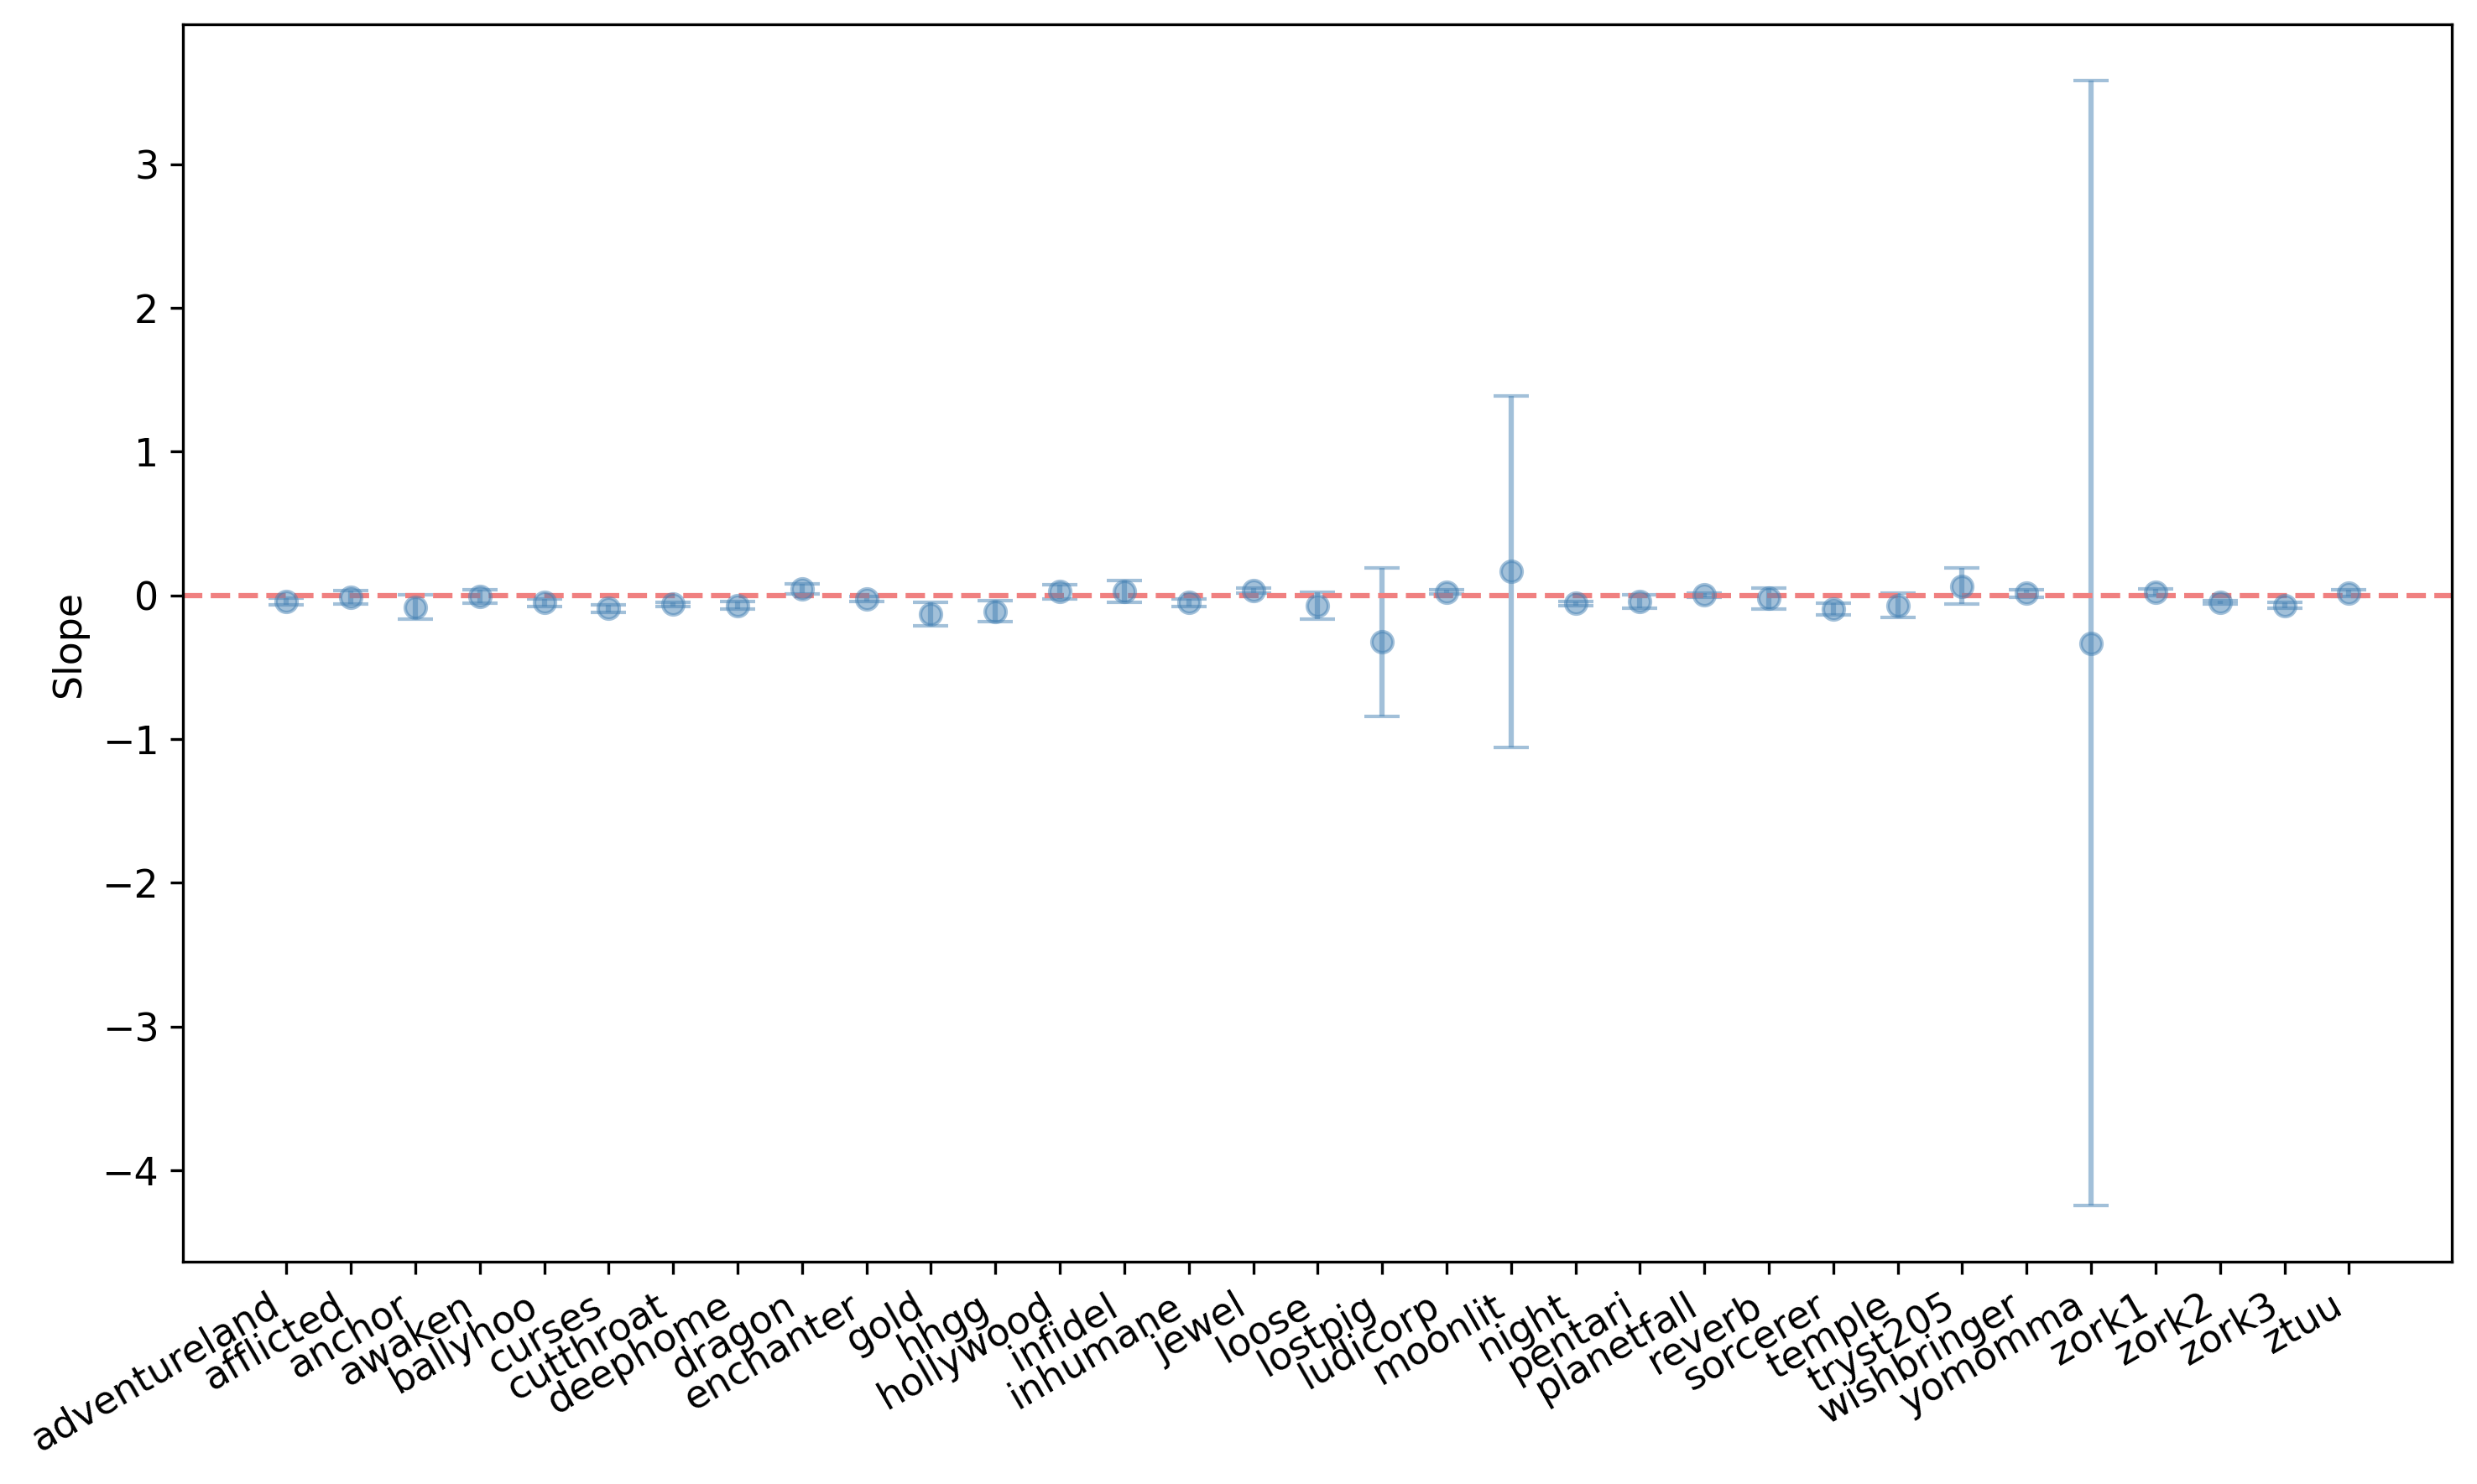 Slope
3
2
1
0
−1
−2
−3
−4
adventureland
afflicted
anchor
awaken
ballyhoo
curses
cutthroat
deephome
dragon
enchanter
gold
hhgg
hollywood
infidel
inhumane
jewel
loose
lostpig
ludicorp
moonlit
night
pentari
planetfall
reverb
sorcerer
temple
tryst205
wishbringer
yomomma
zork1
zork2
zork3
ztuu